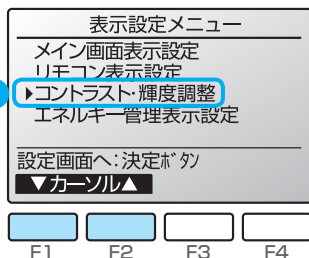 表示設定メニュー
メイン画面表示設定
リモコン表示設定
▶コントラスト・輝度調整
エネルギー管理表示設定
設定画面へ:決定ボタン
▼カーソル▲
F1 F2 F3 F4